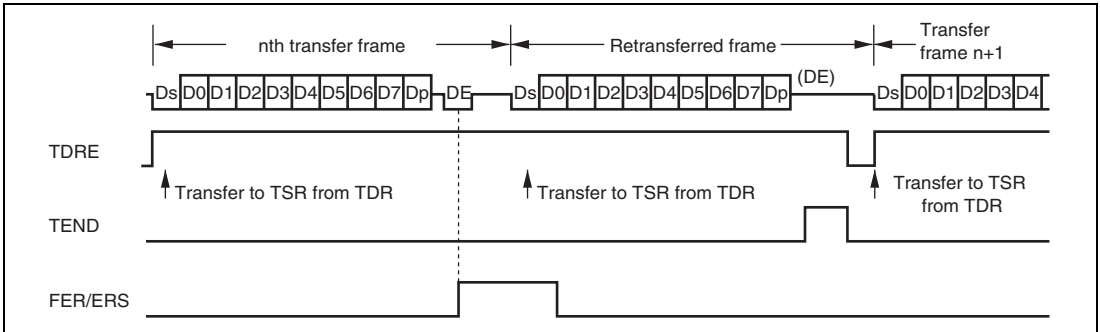 nth transfer frame
Retransferred frame
Transfer
frame n+1
Ds D0 D1 D2 D3 D4 D5 D6 D7 Dp DE Ds D0 D1 D2 D3 D4 D5 D6 D7 Dp (DE) Ds D0 D1 D2 D3 D4
TDRE
Transfer to TSR from TDR
Transfer to TSR from TDR
Transfer to TSR
from TDR
TEND
FER/ERS